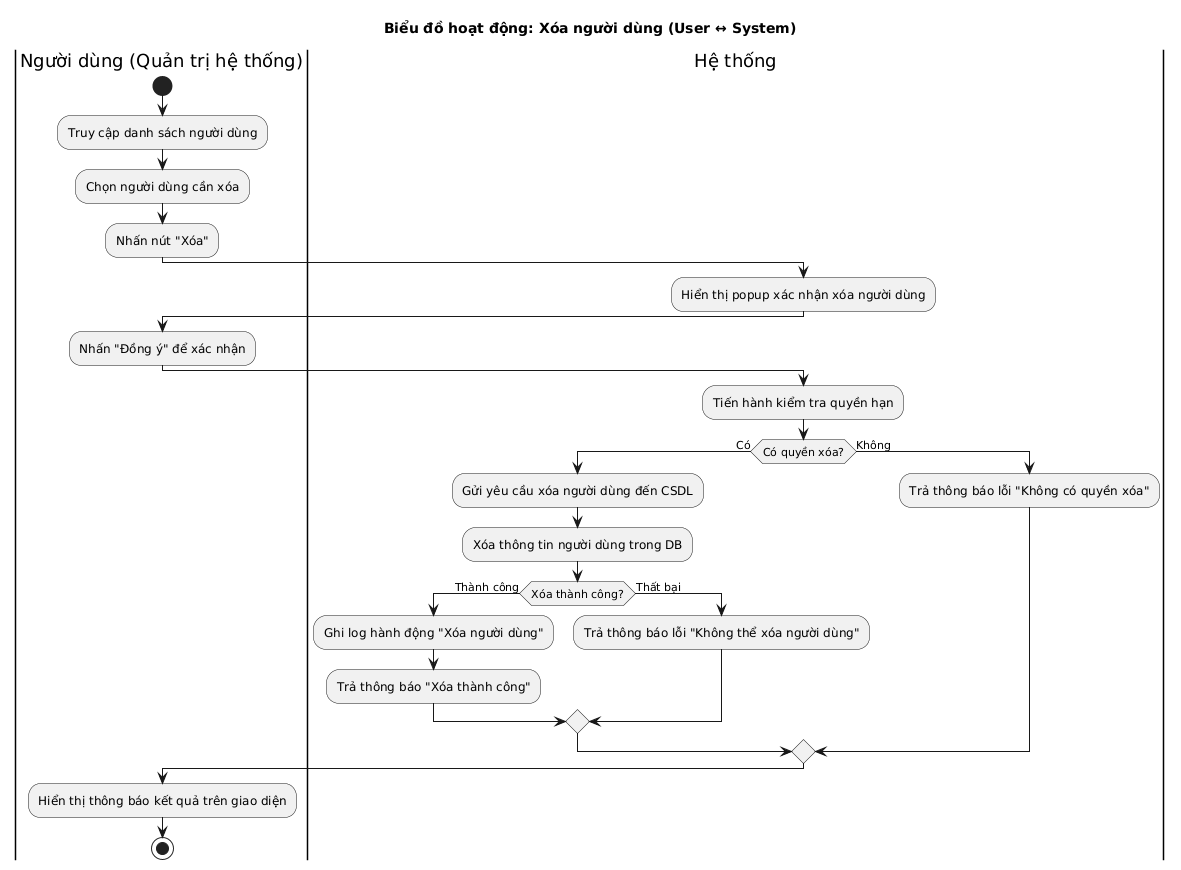 Biểu đồ hoạt động: Xóa người dùng (User ↔ System)
Người dùng (Quản trị hệ thống)
Hệ thống
Truy cập danh sách người dùng
Chọn người dùng cần xóa
Nhấn nút "Xóa"
Hiển thị popup xác nhận xóa người dùng
Nhấn "Đồng ý" để xác nhận
Tiến hành kiểm tra quyền hạn
Có
Có quyền xóa?
Không
Gửi yêu cầu xóa người dùng đến CSDL
Trả thông báo lỗi "Không có quyền xóa"
Xóa thông tin người dùng trong DB
Thành công
Xóa thành công?
Thất bại
Ghi log hành động "Xóa người dùng"
Trả thông báo lỗi "Không thể xóa người dùng"
Trả thông báo "Xóa thành công"
Hiển thị thông báo kết quả trên giao diện